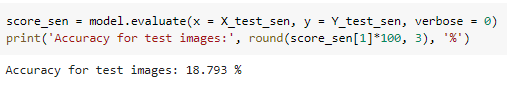 score_sen = model.evaluate(x = X_test_sen, y = Y_test_sen, verbose = 0)
print('Accuracy for test images:', round(score_sen[1]*100, 3), '%')
Accuracy for test images: 18.793 %